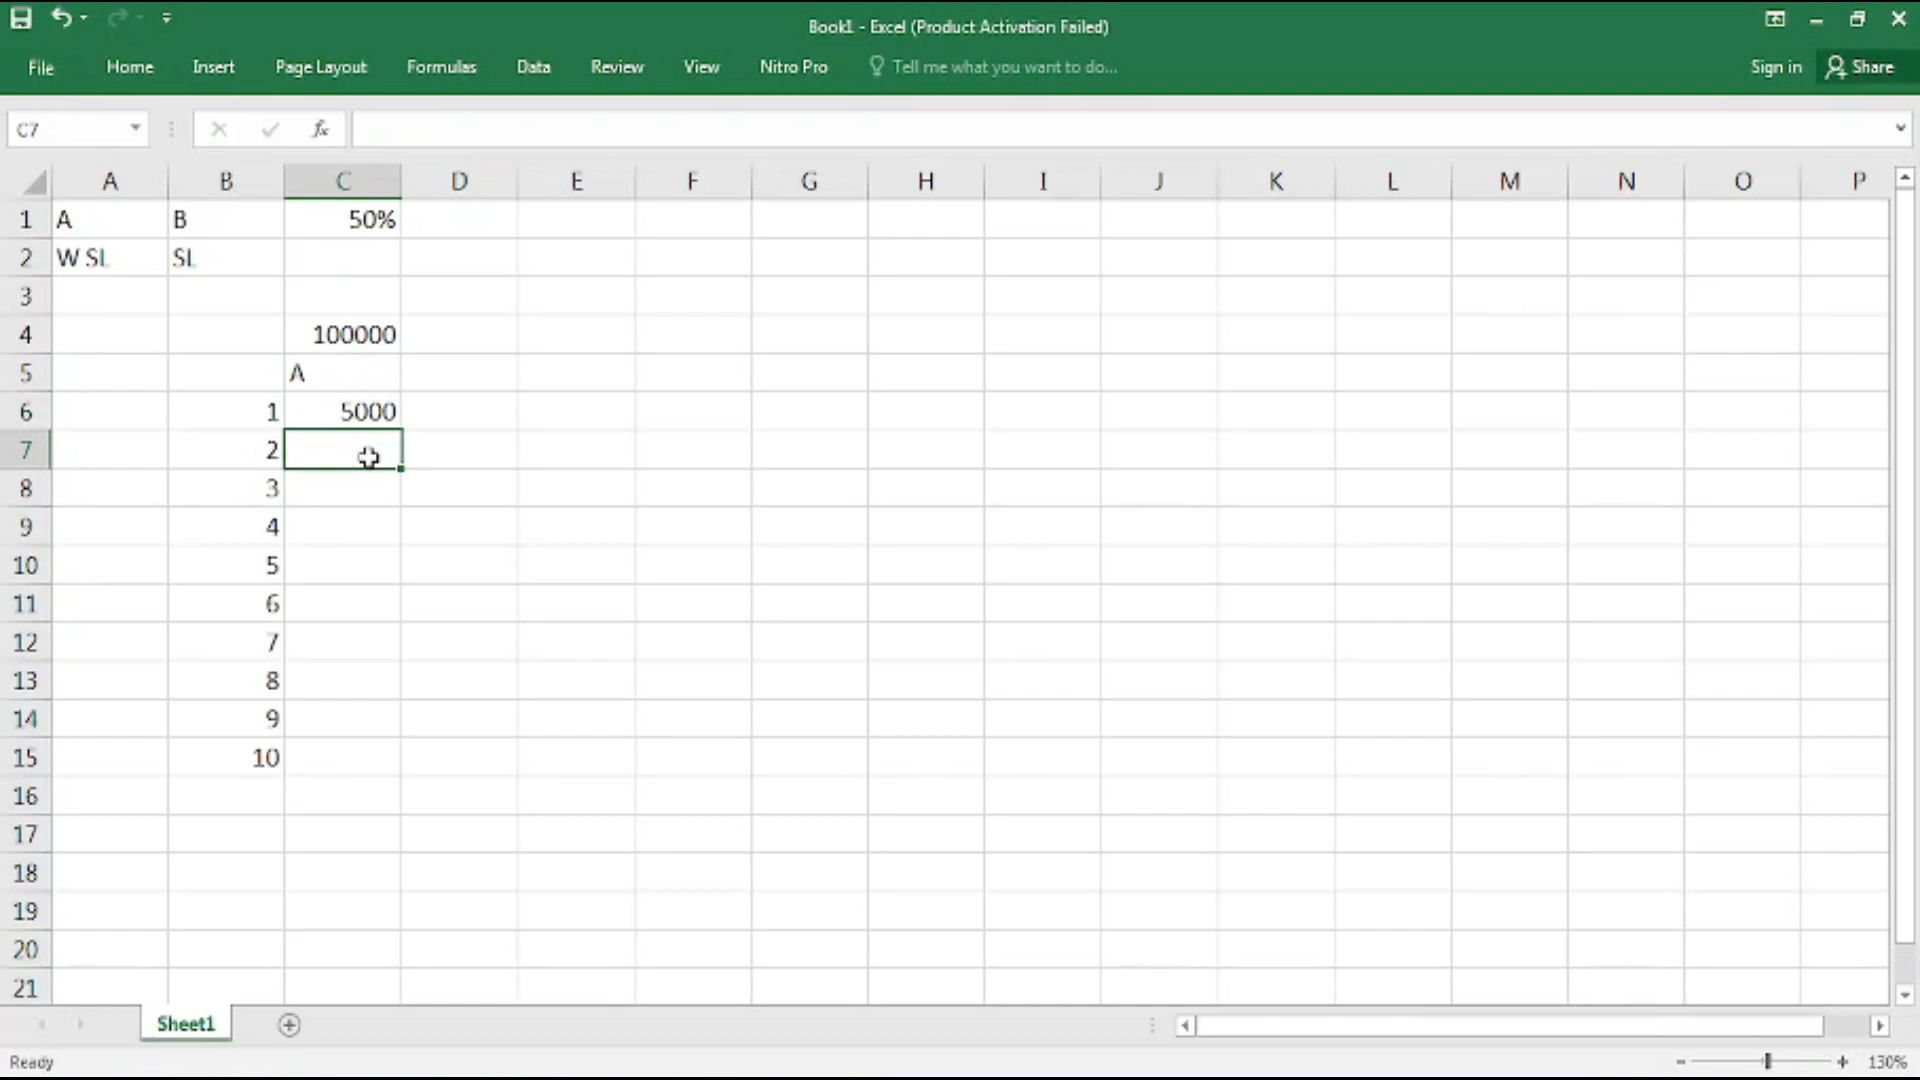 Book1 - Excel (Product Activation Failed)
File Home Insert Page Layout Formulas Data Review View Nitro Pro Tell me what you want to do... Sign in Share
C7 fx
A B C D E F G H I J K L M N O P
1 A B 50%
2 W SL SL
3
4 100000
5 A
6 1 5000
7 2
8 3
9 4
10 5
11 6
12 7
13 8
14 9
15 10
16
17
18
19
20
21
Sheet1
Ready 130%